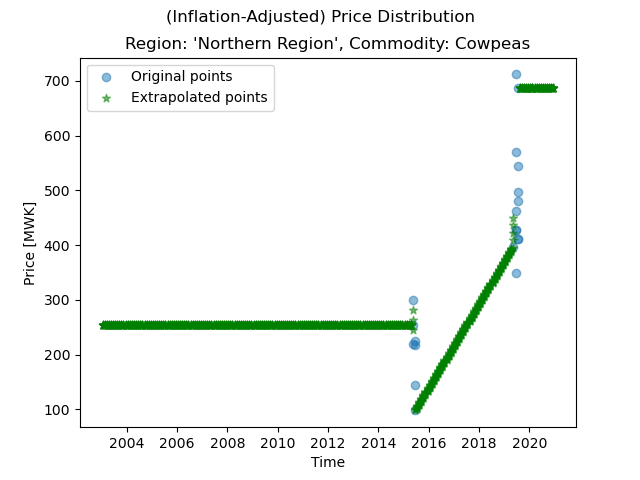 (Inflation-Adjusted) Price Distribution
Region: 'Northern Region', Commodity: Cowpeas
Original points
Extrapolated points
700
600
500
400
300
200
100
Price [MWK]
2004 2006 2008 2010 2012 2014 2016 2018 2020
Time